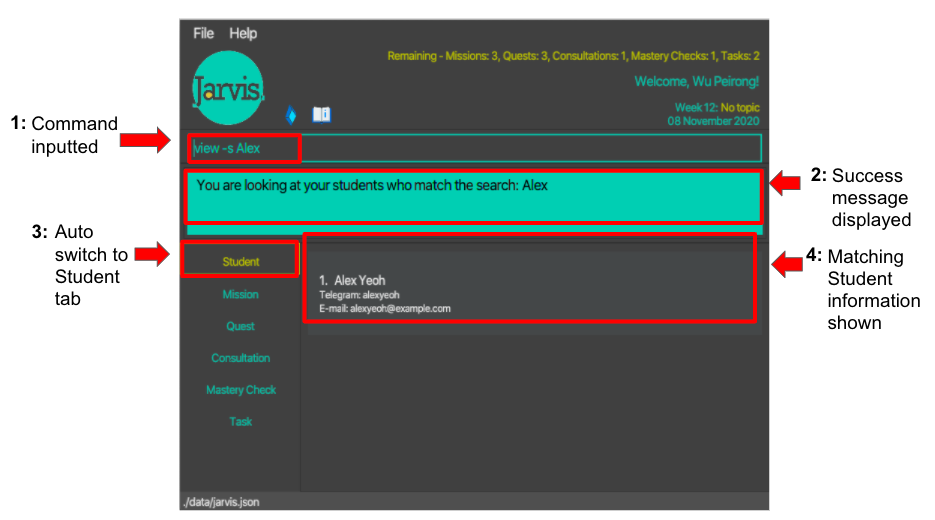 File Help
Remaining - Missions: 3, Quests: 3, Consultations: 1, Mastery Checks: 1, Tasks: 2
Jarvis.
Welcome, Wu Peirong!
Week 12: No topic
08 November 2020
1: Command
inputted
view -s Alex
You are looking at your students who match the search: Alex
2: Success
message
displayed
3: Auto
switch to
Student
tab
Student
Mission
Quest
Consultation
Mastery Check
Task
1. Alex Yeoh
Telegram: alexyeoh
E-mail: alexyeoh@example.com
4: Matching
Student
information
shown
./data/jarvis.json